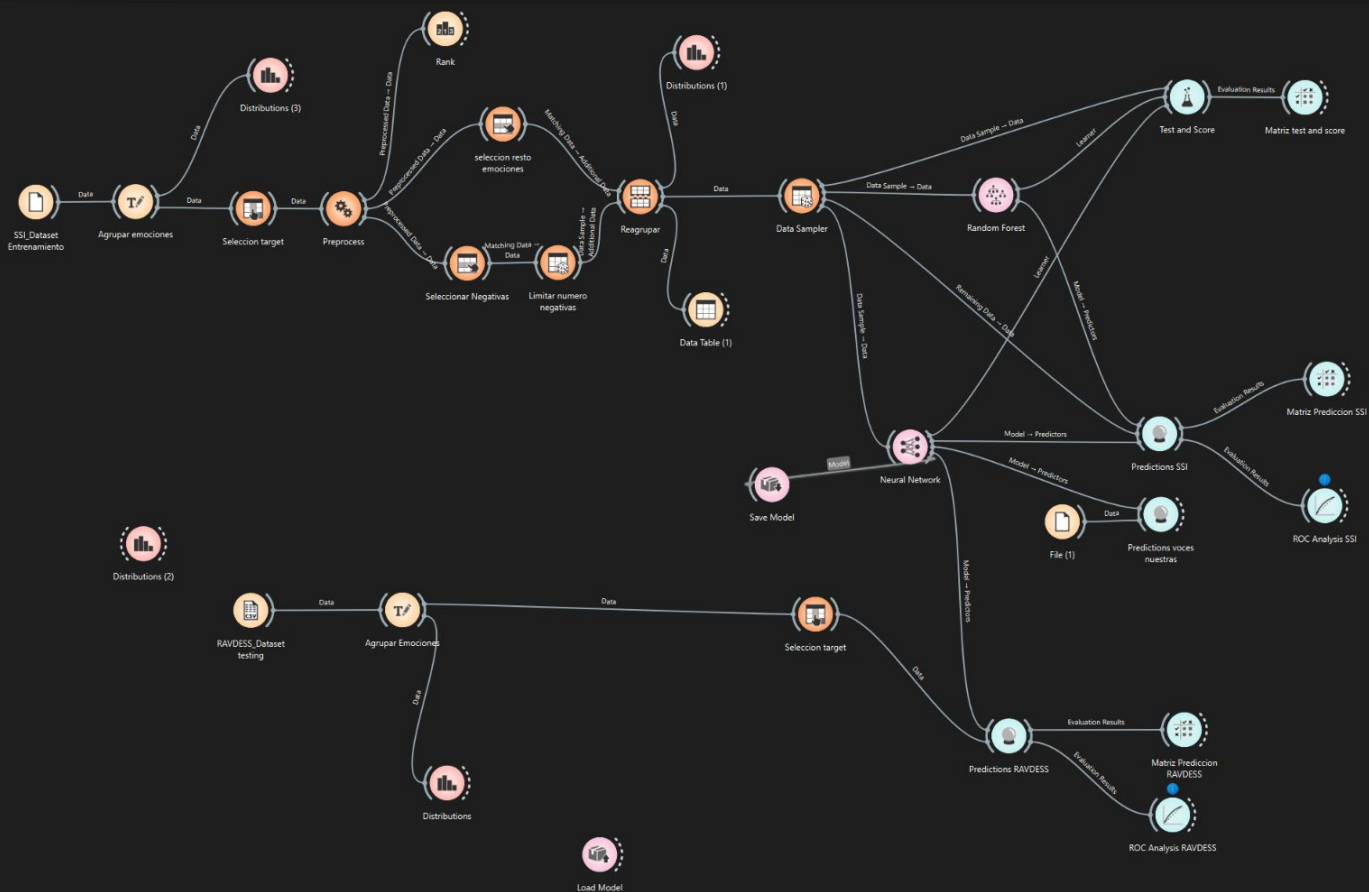 Rank
Distributions (3)
Distributions (1)
Data
Preprocessed Data → Data
Data
Evaluation Results
Test and Score
Matriz test and score
Data Sample → Data
Learner
seleccion resto
emociones
Preprocessed Data → Data
Matching Data → Additional Data
Data
SSI_Dataset
Entrenamiento
Data
Agrupar emociones
Data
Seleccion target
Data
Preprocess
Reagrupar
Data
Data Sampler
Data Sample → Data
Random Forest
Preprocessed Data → Data
Seleccionar Negativas
Matching Data →
Data
Limitar numero
negativas
Data Sample →
Additional Data
Data
Data Table (1)
Learner
Remaining Data → Data
Model → Predictors
Data Sample → Data
Evaluation Results
Matriz Prediccion SSI
Model → Predictors
Predictions SSI
Evaluation Results
ROC Analysis SSI
Neural Network
Model
Save Model
Model → Predictors
File (1)
Data
Predictions voces
nuestras
Distributions (2)
Model → Predictors
RAVDESS_Dataset
testing
CSV
Data
Agrupar Emociones
Data
Seleccion target
Data
Data
Distributions
Predictions RAVDESS
Evaluation Results
Matriz Prediccion
RAVDESS
Evaluation Results
ROC Analysis RAVDESS
Load Model